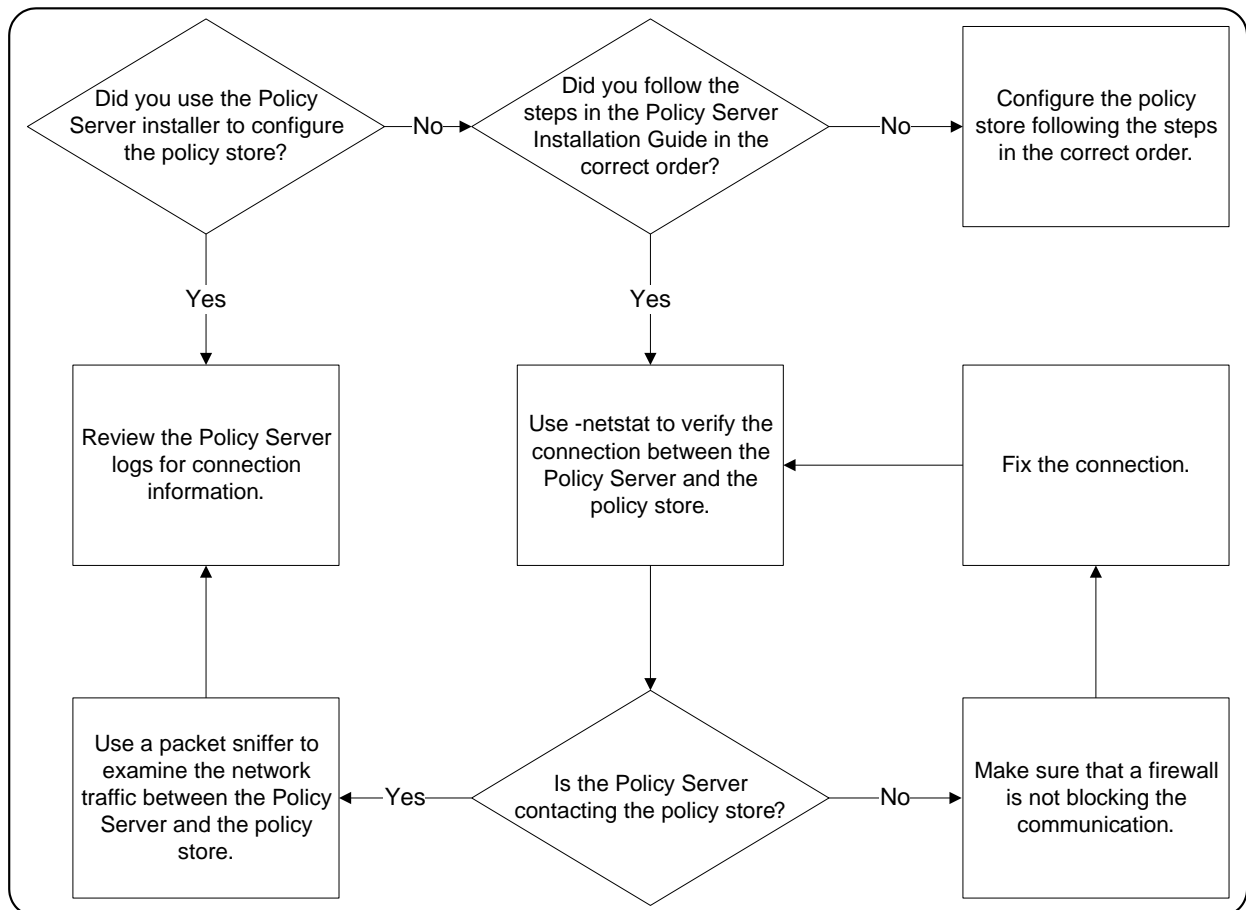 Did you use the Policy
Server installer to configure
the policy store?
No
Did you follow the
steps in the Policy Server
Installation Guide in the
correct order?
No
Configure the policy
store following the steps
in the correct order.
Yes
Yes
Review the Policy Server
logs for connection
information.
Use -netstat to verify the
connection between the
Policy Server and the
policy store.
Fix the connection.
Use a packet sniffer to
examine the network
traffic between the Policy
Server and the policy
store.
Yes
Is the Policy Server
contacting the policy store?
No
Make sure that a firewall
is not blocking the
communication.